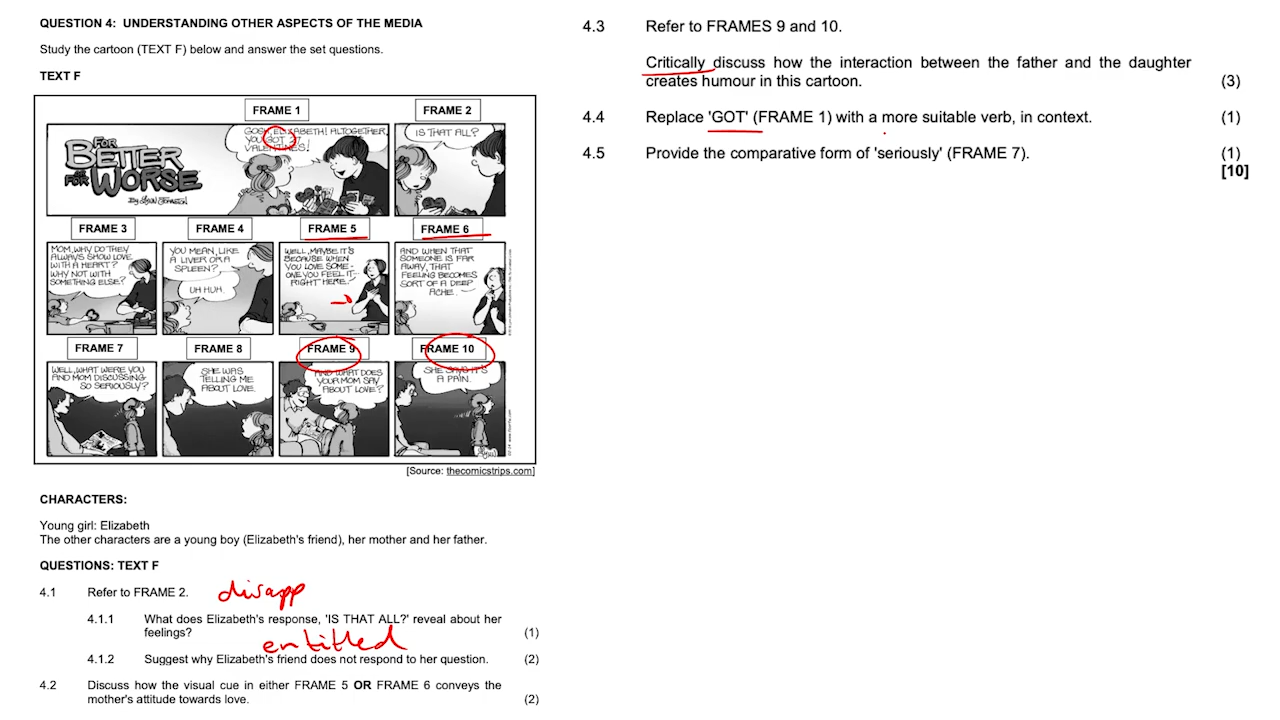 QUESTION 4: UNDERSTANDING OTHER ASPECTS OF THE MEDIA
Study the cartoon (TEXT F) below and answer the set questions.
TEXT F
FRAME 1
FRAME 2
FOR
BETTER
OR FOR
WORSE
By Lynn Johnston
GOSH, ELIZABETH! ALTOGETHER,
YOU GOT
VALENTINES!
IS THAT ALL?
FRAME 3
FRAME 4
FRAME 5
FRAME 6
MOM, WHY DO THEY
ALWAYS SHOW LOVE
WITH A HEART?
WHY NOT WITH
SOMETHING ELSE?
YOU MEAN, LIKE
A LIVER OR A
SPLEEN?
UH HUH.
WELL, MAYBE IT'S
BECAUSE WHEN
YOU LOVE SOME-
ONE YOU FEEL IT
RIGHT HERE.
AND WHEN THAT
SOMEONE IS FAR
AWAY, THAT
FEELING BECOMES
SORT OF A DEEP
ACHE.
FRAME 7
FRAME 8
FRAME 9
FRAME 10
WELL, WHAT WERE YOU
AND MOM DISCUSSING
SO SERIOUSLY?
SHE WAS
TELLING ME
ABOUT LOVE.
AND WHAT DOES
YOUR MOM SAY
ABOUT LOVE?
SHE SAYS IT'S
A PAIN.
[Source: thecomicstrips.com]
CHARACTERS:
Young girl: Elizabeth
The other characters are a young boy (Elizabeth's friend), her mother and her father.
QUESTIONS: TEXT F
4.1 Refer to FRAME 2. disapp
4.1.1 What does Elizabeth's response, 'IS THAT ALL?' reveal about her
feelings? (1)
entitled
4.1.2 Suggest why Elizabeth's friend does not respond to her question. (2)
4.2 Discuss how the visual cue in either FRAME 5 OR FRAME 6 conveys the
mother's attitude towards love. (2)
4.3 Refer to FRAMES 9 and 10.
Critically discuss how the interaction between the father and the daughter
creates humour in this cartoon. (3)
4.4 Replace 'GOT' (FRAME 1) with a more suitable verb, in context. (1)
4.5 Provide the comparative form of 'seriously' (FRAME 7). (1)
[10]